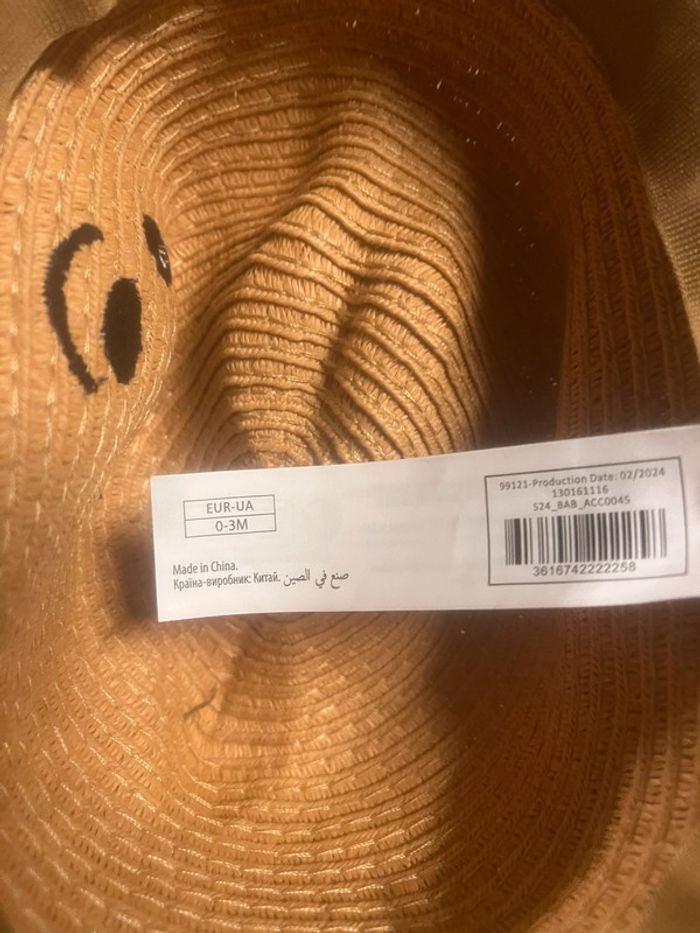 EUR-UA
0-3M
Made in China.
Країна-виробник: Китай. صنع في الصين
99121-Production Date: 02/2024
130161116
S24_BAB_ACC0045
3616742222258